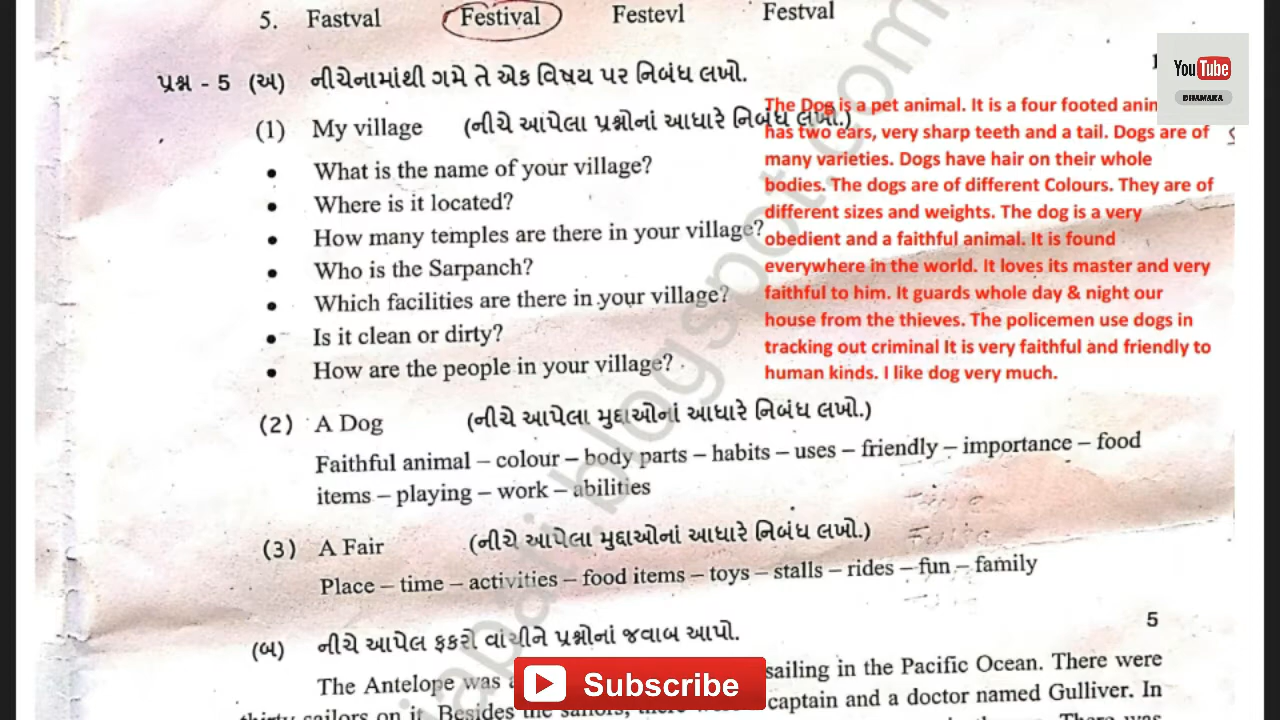 5. Fastval Festival Festevl Festval
પ્રશ્ન - 5 (અ) નીચેનામાંથી ગમે તે એક વિષય પર નિબંધ લખો.
(1) My village (નીચે આપેલા પ્રશ્નોનાં આધારે નિબંધ લખો.)
• What is the name of your village?
• Where is it located?
• How many temples are there in your village?
• Who is the Sarpanch?
• Which facilities are there in your village?
• Is it clean or dirty?
• How are the people in your village?
The Dog is a pet animal. It is a four footed
has two ears, very sharp teeth and a tail. Dogs are of
many varieties. Dogs have hair on their whole
bodies. The dogs are of different Colours. They are of
different sizes and weights. The dog is a very
obedient and a faithful animal. It is found
everywhere in the world. It loves its master and very
faithful to him. It guards whole day & night our
house from the thieves. The policemen use dogs in
tracking out criminal It is very faithful and friendly to
human kinds. I like dog very much.
YouTube
DHAMAKA
(2) A Dog (નીચે આપેલા મુદ્દાઓનાં આધારે નિબંધ લખો.)
Faithful animal – colour – body parts – habits – uses – friendly – importance – food
items – playing – work – abilities
(3) A Fair (નીચે આપેલા મુદ્દાઓનાં આધારે નિબંધ લખો.)
Place – time – activities – food items – toys – stalls – rides – fun – family
(બ) નીચે આપેલ ફકરો વાંચીને પ્રશ્નોનાં જવાબ આપો. 5
The Antelope was sailing in the Pacific Ocean. There were
thirty sailors on it. Besides the sailors, captain and a doctor named Gulliver. In
Subscribe